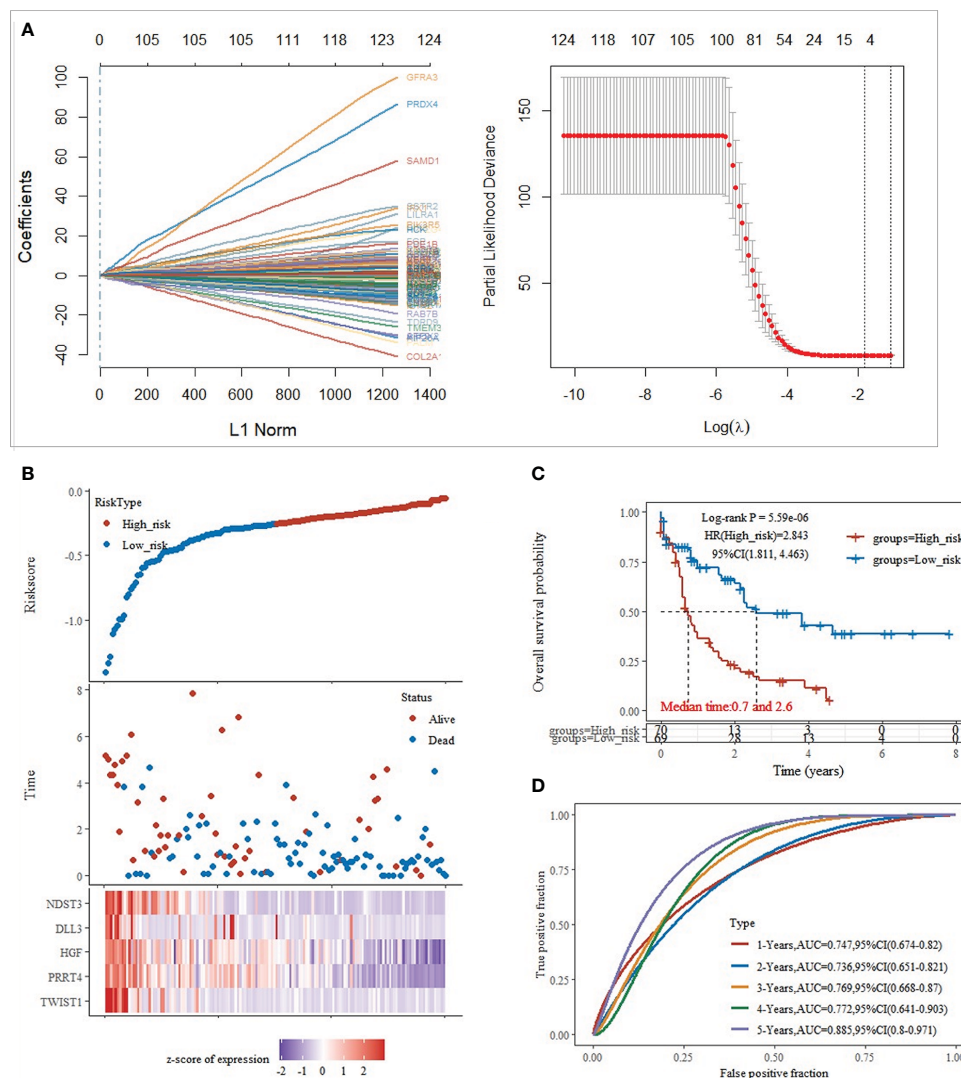 A
0 105 105 105 111 118 123 124
Coefficients
100
80
60
40
20
0
-20
-40
GFRA3
PRDX4
SAMD1
LILRA1
HCK
RAB7B
TDRD9
TMEM3
COL2A1
0 200 400 600 800 1000 1200 1400
L1 Norm
124 118 107 105 100 81 54 24 15 4
Partial Likelihood Deviance
150
100
50
-10 -8 -6 -4 -2
Log(λ)
B
RiskType
High_risk
Low_risk
Riskscore
0.0
-0.5
-1.0
Status
Alive
Dead
Time
8
6
4
2
0
NDST3
DLL3
HGF
PRRT4
TWIST1
z-score of expression
-2 -1 0 1 2
C
Log-rank P = 5.59e-06
HR(High_risk)=2.843
95%CI(1.811, 4.463)
groups=High_risk
groups=Low_risk
Overall survival probability
1.00
0.75
0.50
0.25
0.00
Median time:0.7 and 2.6
groups=High_risk 70 13 3 0 0
groups=Low_risk 69 28 13 4 0
0 2 4 6 8
Time (years)
D
True positive fraction
1.00
0.75
0.50
0.25
0.00
Type
1-Years,AUC=0.747,95%CI(0.674-0.82)
2-Years,AUC=0.736,95%CI(0.651-0.821)
3-Years,AUC=0.769,95%CI(0.668-0.87)
4-Years,AUC=0.772,95%CI(0.641-0.903)
5-Years,AUC=0.885,95%CI(0.8-0.971)
0.00 0.25 0.50 0.75 1.00
False positive fraction